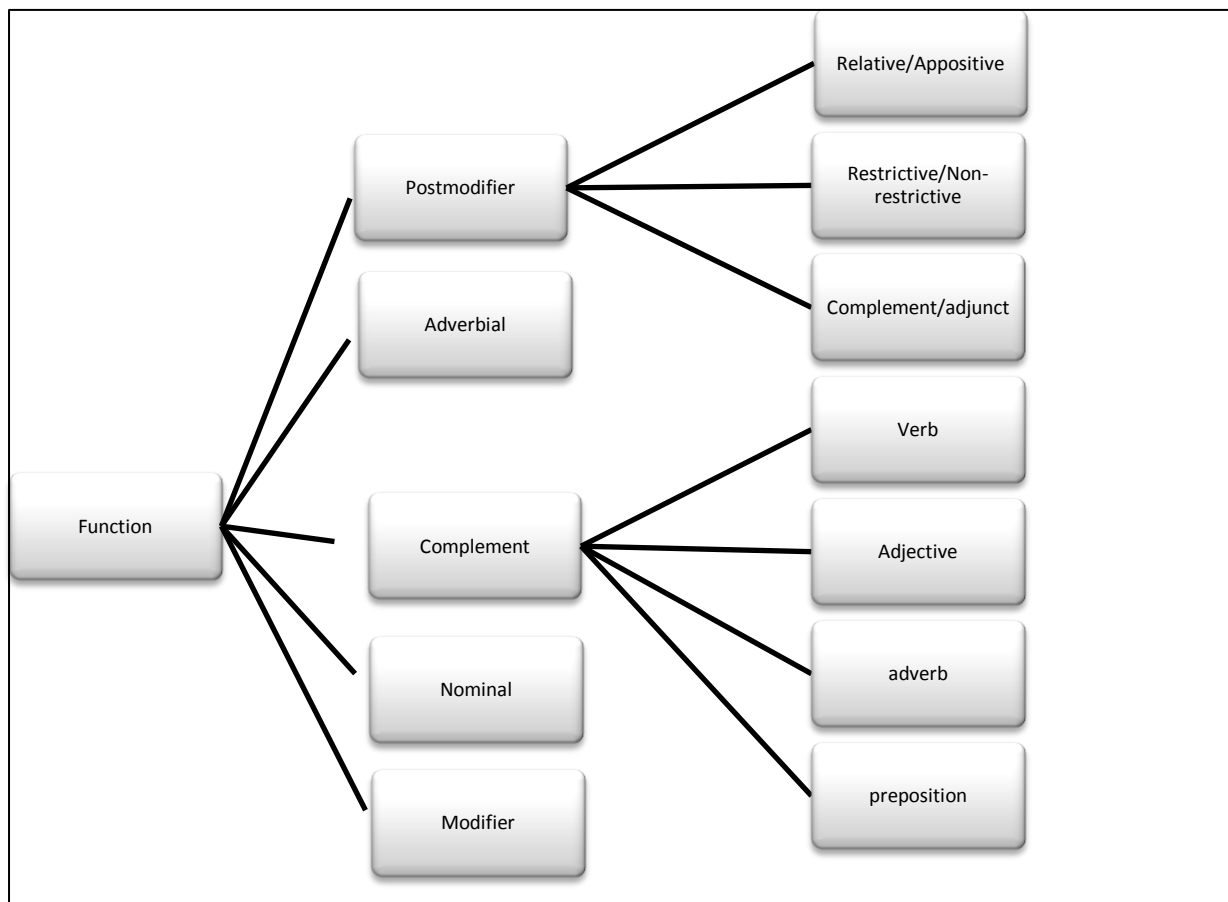 Relative/Appositive
Postmodifier
Restrictive/Non-
restrictive
Adverbial
Complement/adjunct
Verb
Function
Complement
Adjective
Nominal
adverb
Modifier
preposition